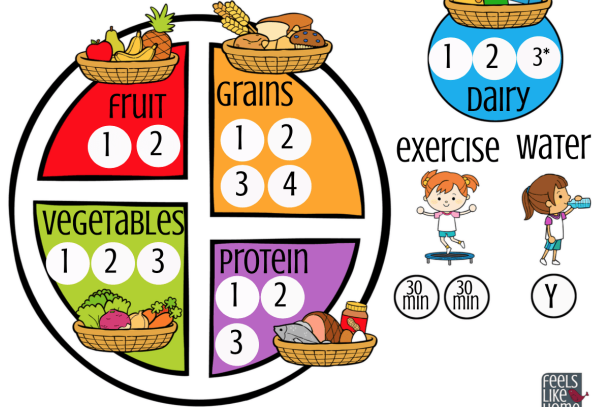 FRUIT
1 2
GRAINS
1 2
3 4
VEGETABLES
1 2 3
PROTEIN
1 2
3
1 2 3*
DAIRY
exercise
30 min 30 min
WATER
Y
FEELS
LIKE
HOME